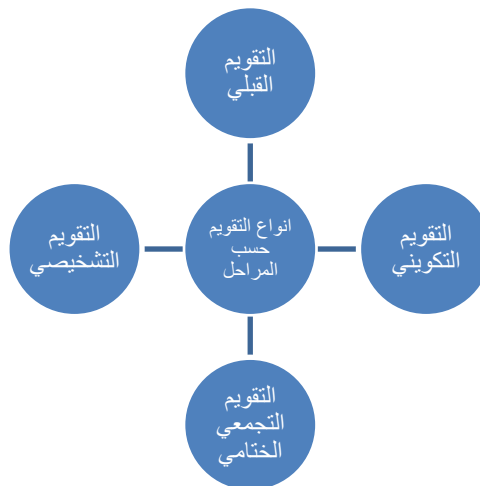 التقويم
القبلي
التقويم
التشخيصي
انواع التقويم
حسب
المراحل
التقويم
التكويني
التقويم
التجمعي
الختامي